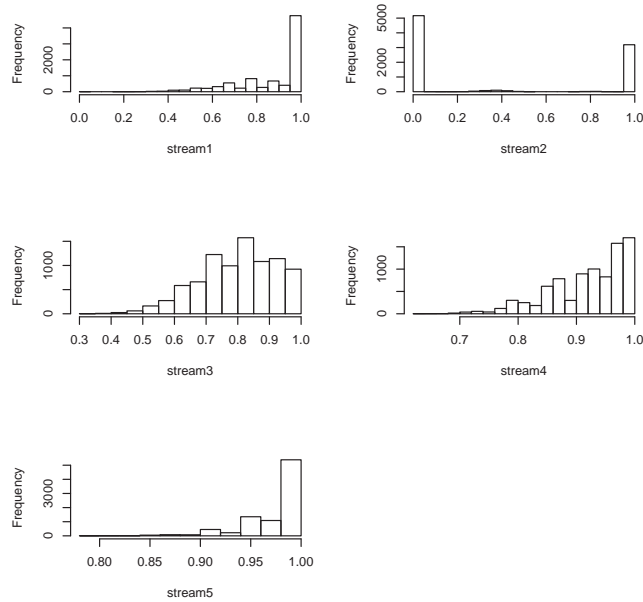 Frequency
0 2000
0.0 0.2 0.4 0.6 0.8 1.0
stream1
Frequency
0 2000 5000
0.0 0.2 0.4 0.6 0.8 1.0
stream2
Frequency
0 1000
0.3 0.4 0.5 0.6 0.7 0.8 0.9 1.0
stream3
Frequency
0 1000
0.7 0.8 0.9 1.0
stream4
Frequency
0 3000
0.80 0.85 0.90 0.95 1.00
stream5